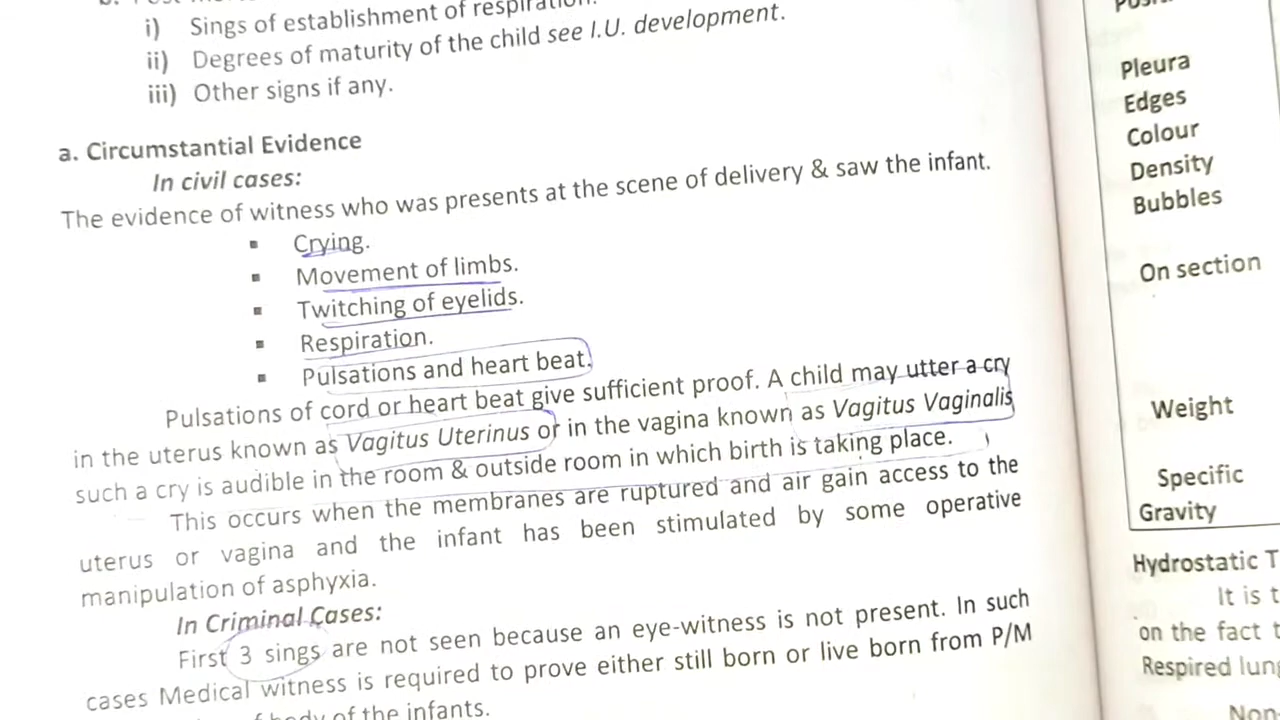 i) Sings of establishment of respiration.
ii) Degrees of maturity of the child see I.U. development.
iii) Other signs if any.
a. Circumstantial Evidence
In civil cases:
The evidence of witness who was presents at the scene of delivery & saw the infant.
▪ Crying.
▪ Movement of limbs.
▪ Twitching of eyelids.
▪ Respiration.
▪ Pulsations and heart beat.
Pulsations of cord or heart beat give sufficient proof. A child may utter a cry
in the uterus known as Vagitus Uterinus or in the vagina known as Vagitus Vaginalis
such a cry is audible in the room & outside room in which birth is taking place.
This occurs when the membranes are ruptured and air gain access to the
uterus or vagina and the infant has been stimulated by some operative
manipulation of asphyxia.
In Criminal Cases:
First 3 sings are not seen because an eye-witness is not present. In such
cases Medical witness is required to prove either still born or live born from P/M
of body of the infants.
Pleura
Edges
Colour
Density
Bubbles
On section
Weight
Specific
Gravity
Hydrostatic T
It is t
on the fact t
Respired lung
Non-